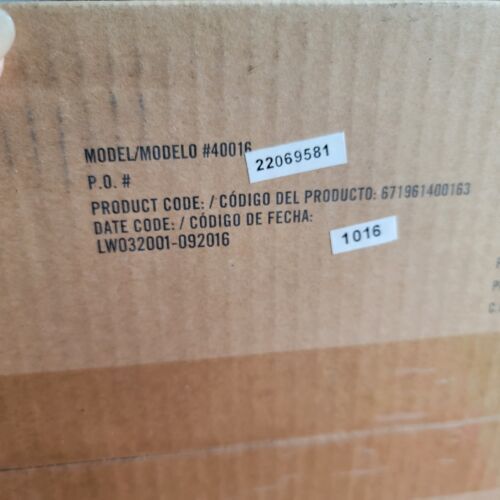 MODEL/MODELO #40016
22069581
P.O. #
PRODUCT CODE: / CÓDIGO DEL PRODUCTO: 671961400163
DATE CODE: / CÓDIGO DE FECHA:
1016
LW032001-092016